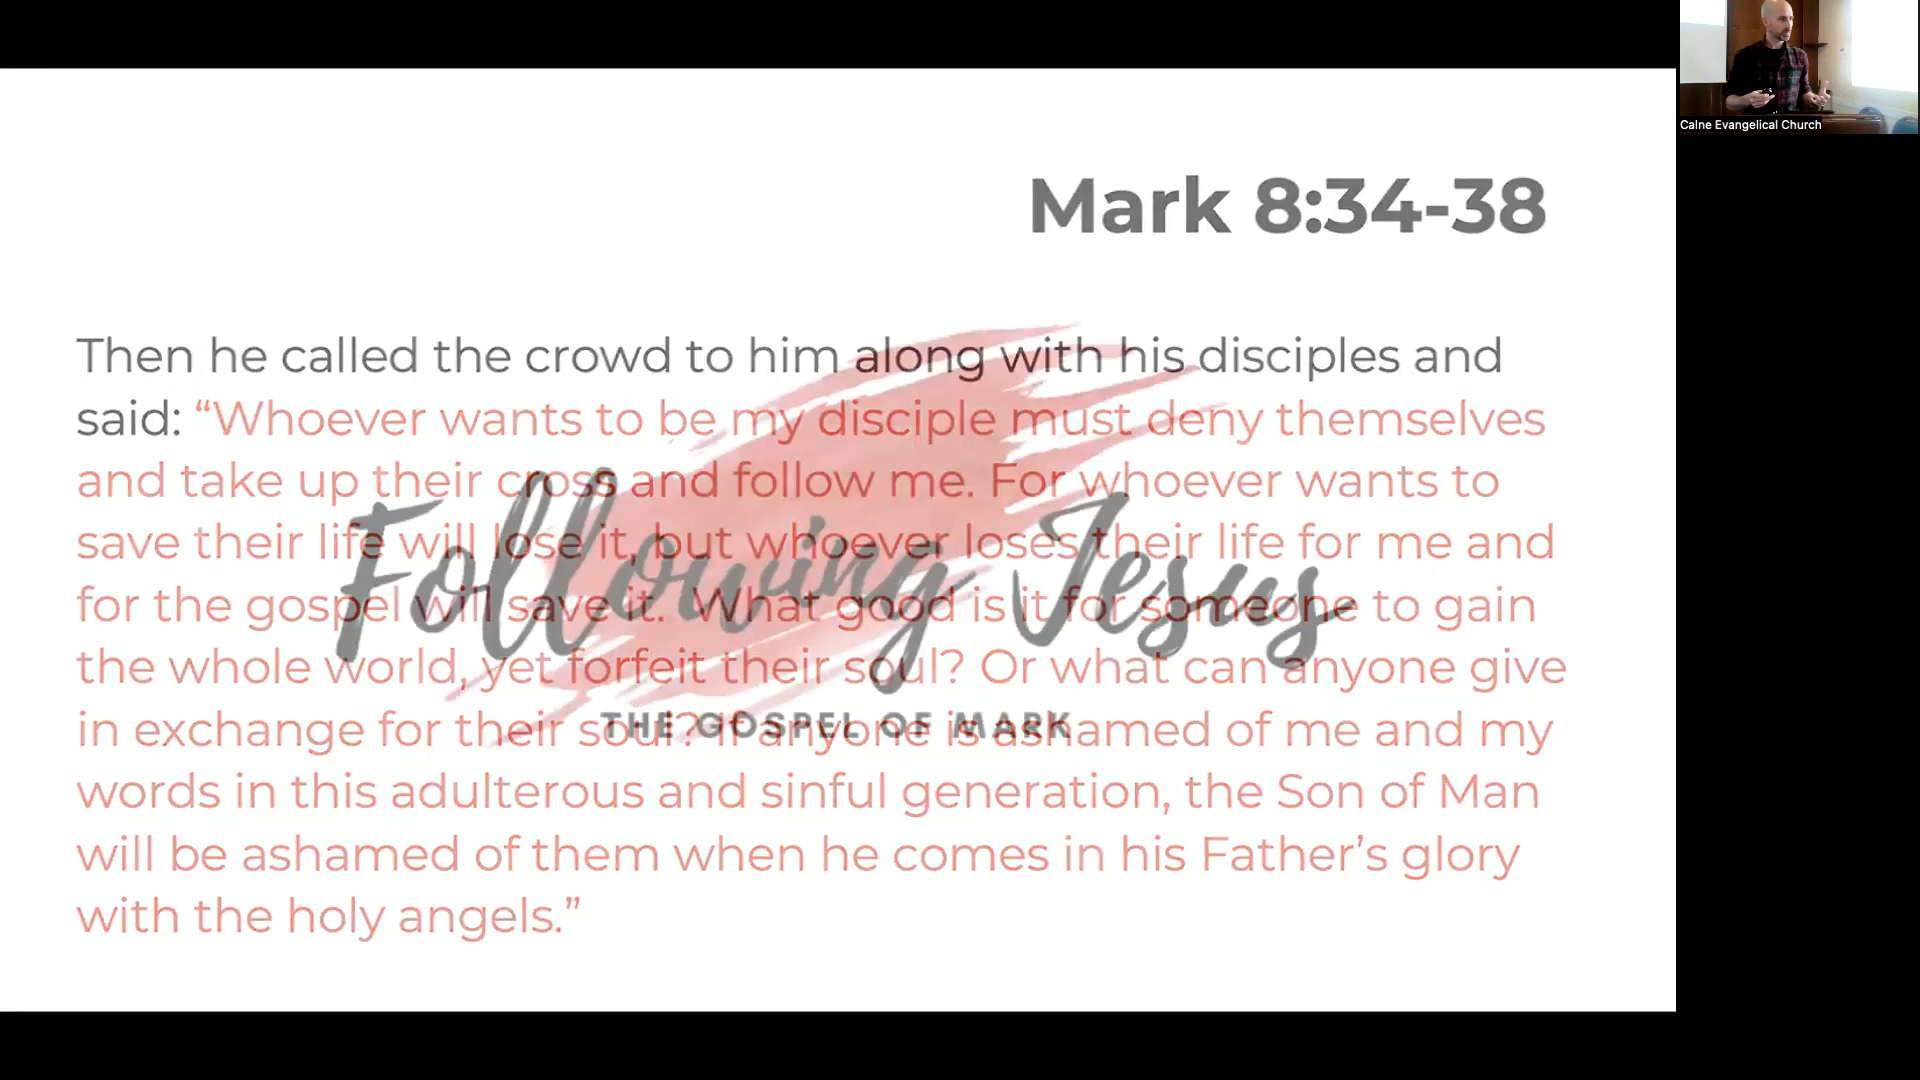 Calne Evangelical Church
Mark 8:34-38
Then he called the crowd to him along with his disciples and
said: “Whoever wants to be my disciple must deny themselves
and take up their cross and follow me. For whoever wants to
save their life will lose it, but whoever loses their life for me and
for the gospel will save it. What good is it for someone to gain
the whole world, yet forfeit their soul? Or what can anyone give
in exchange for their soul? If anyone is ashamed of me and my
words in this adulterous and sinful generation, the Son of Man
will be ashamed of them when he comes in his Father’s glory
with the holy angels.”
Following Jesus
THE GOSPEL OF MARK